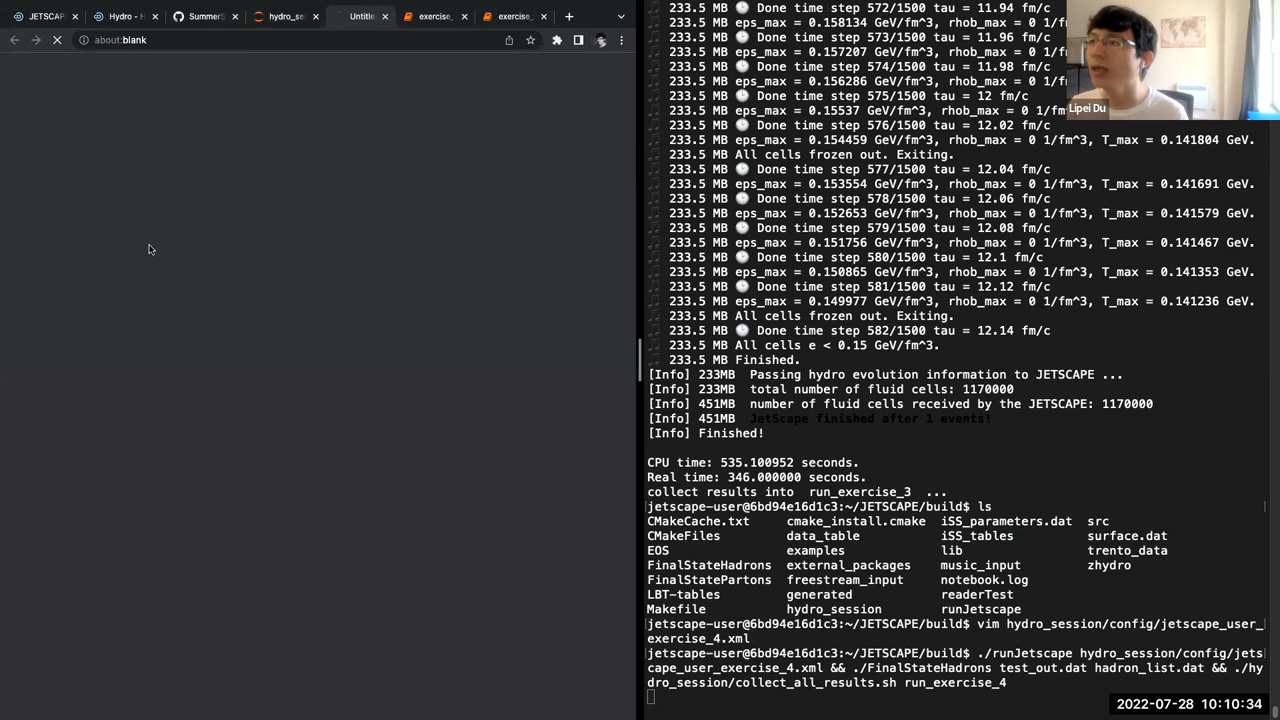 JETSCAP
Hydro - H
SummerS
hydro_se
Untitle
exercise_
exercise_
about:blank
233.5 MB 🕑 Done time step 572/1500 tau = 11.94 fm/c
233.5 MB eps_max = 0.158134 GeV/fm^3, rhob_max = 0 1/fm^
233.5 MB 🕑 Done time step 573/1500 tau = 11.96 fm/c
233.5 MB eps_max = 0.157207 GeV/fm^3, rhob_max = 0 1/fm^
233.5 MB 🕑 Done time step 574/1500 tau = 11.98 fm/c
233.5 MB eps_max = 0.156286 GeV/fm^3, rhob_max = 0 1/fm^
233.5 MB 🕑 Done time step 575/1500 tau = 12 fm/c
233.5 MB eps_max = 0.15537 GeV/fm^3, rhob_max = 0 1/fm^
233.5 MB 🕑 Done time step 576/1500 tau = 12.02 fm/c
233.5 MB eps_max = 0.154459 GeV/fm^3, rhob_max = 0 1/fm^3, T_max = 0.141804 GeV.
233.5 MB All cells frozen out. Exiting.
233.5 MB 🕑 Done time step 577/1500 tau = 12.04 fm/c
233.5 MB eps_max = 0.153554 GeV/fm^3, rhob_max = 0 1/fm^3, T_max = 0.141691 GeV.
233.5 MB 🕑 Done time step 578/1500 tau = 12.06 fm/c
233.5 MB eps_max = 0.152653 GeV/fm^3, rhob_max = 0 1/fm^3, T_max = 0.141579 GeV.
233.5 MB 🕑 Done time step 579/1500 tau = 12.08 fm/c
233.5 MB eps_max = 0.151756 GeV/fm^3, rhob_max = 0 1/fm^3, T_max = 0.141467 GeV.
233.5 MB 🕑 Done time step 580/1500 tau = 12.1 fm/c
233.5 MB eps_max = 0.150865 GeV/fm^3, rhob_max = 0 1/fm^3, T_max = 0.141353 GeV.
233.5 MB 🕑 Done time step 581/1500 tau = 12.12 fm/c
233.5 MB eps_max = 0.149977 GeV/fm^3, rhob_max = 0 1/fm^3, T_max = 0.141236 GeV.
233.5 MB All cells frozen out. Exiting.
233.5 MB 🕑 Done time step 582/1500 tau = 12.14 fm/c
233.5 MB All cells e < 0.15 GeV/fm^3.
233.5 MB Finished.
[Info] 233MB  Passing hydro evolution information to JETSCAPE ...
[Info] 233MB  total number of fluid cells: 1170000
[Info] 451MB  number of fluid cells received by the JETSCAPE: 1170000
[Info] 451MB  JetScape finished after 1 events!
[Info] Finished!
CPU time: 535.100952 seconds.
Real time: 346.000000 seconds.
collect results into  run_exercise_3  ...
jetscape-user@6bd94e16d1c3:~/JETSCAPE/build$ ls
CMakeCache.txt     cmake_install.cmake  iSS_parameters.dat  src
CMakeFiles         data_table           iSS_tables          surface.dat
EOS                examples             lib                 trento_data
FinalStateHadrons  external_packages    music_input         zhydro
FinalStatePartons  freestream_input     notebook.log
LBT-tables         generated            readerTest
Makefile           hydro_session        runJetscape
jetscape-user@6bd94e16d1c3:~/JETSCAPE/build$ vim hydro_session/config/jetscape_user_
exercise_4.xml
jetscape-user@6bd94e16d1c3:~/JETSCAPE/build$ ./runJetscape hydro_session/config/jets
cape_user_exercise_4.xml && ./FinalStateHadrons test_out.dat hadron_list.dat && ./hy
dro_session/collect_all_results.sh run_exercise_4
Lipei Du
2022-07-28 10:10:34